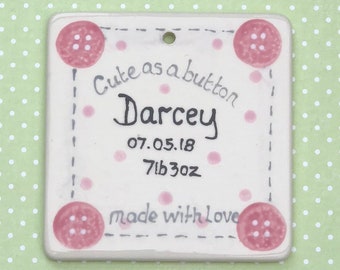 Cute as a button
Darcey
07.05.18
7lb3oz
made with Love